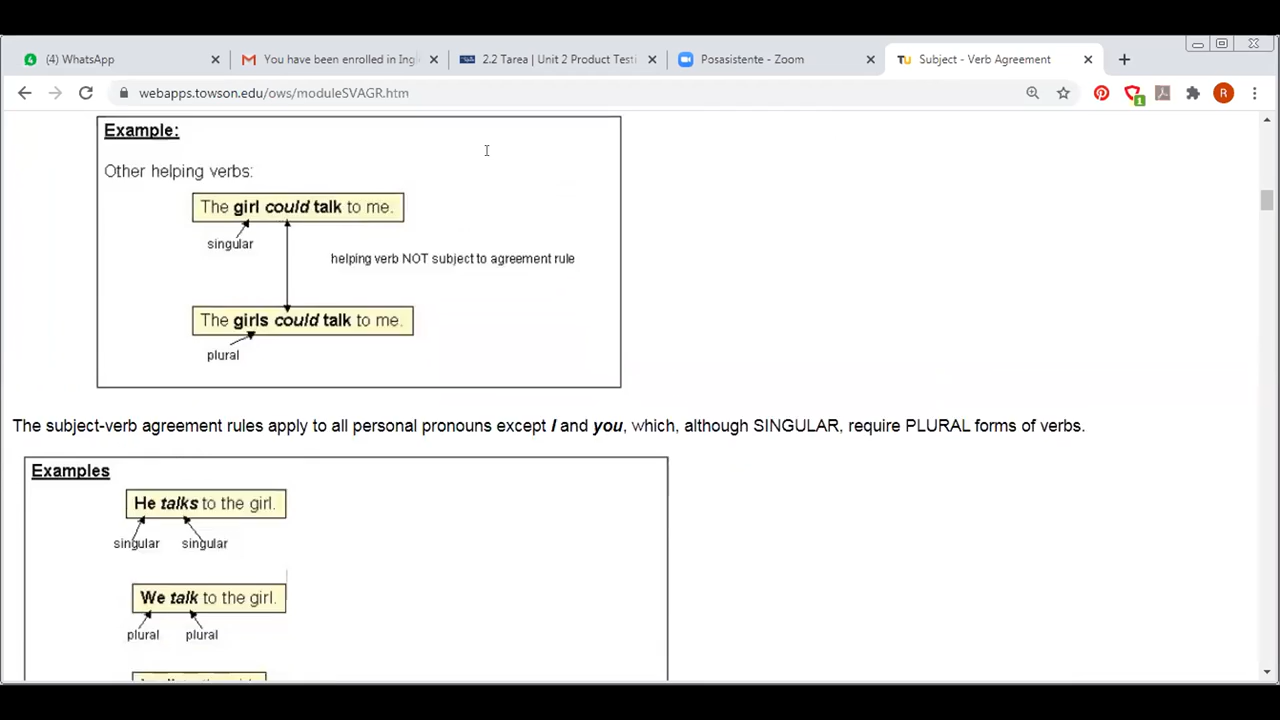 (4) WhatsApp
You have been enrolled in Ingl
2.2 Tarea | Unit 2 Product Testi
Posasistente - Zoom
TU Subject - Verb Agreement
webapps.towson.edu/ows/moduleSVAGR.htm
1
R
Example:
Other helping verbs:
The girl could talk to me.
singular
helping verb NOT subject to agreement rule
The girls could talk to me.
plural
The subject-verb agreement rules apply to all personal pronouns except I and you, which, although SINGULAR, require PLURAL forms of verbs.
Examples
He talks to the girl.
singular singular
We talk to the girl.
plural plural